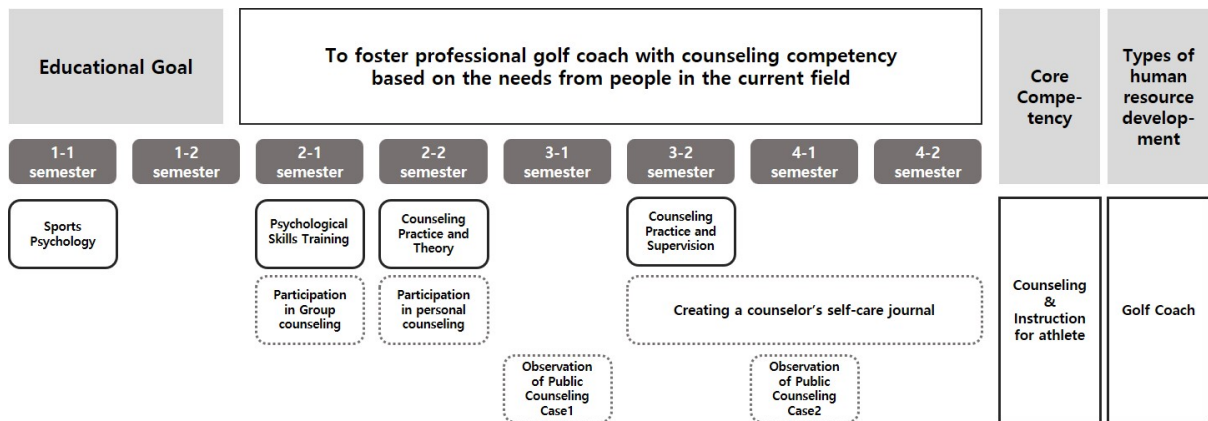 Educational Goal
To foster professional golf coach with counseling competency
based on the needs from people in the current field
Core
Compe-
tency
Types of
human
resource
develop-
ment
1-1
semester
1-2
semester
2-1
semester
2-2
semester
3-1
semester
3-2
semester
4-1
semester
4-2
semester
Sports
Psychology
Psychological
Skills Training
Counseling
Practice and
Theory
Counseling
Practice and
Supervision
Participation
in Group
counseling
Participation
in personal
counseling
Creating a counselor's self-care journal
Observation
of Public
Counseling
Case1
Observation
of Public
Counseling
Case2
Counseling
&
Instruction
for athlete
Golf Coach